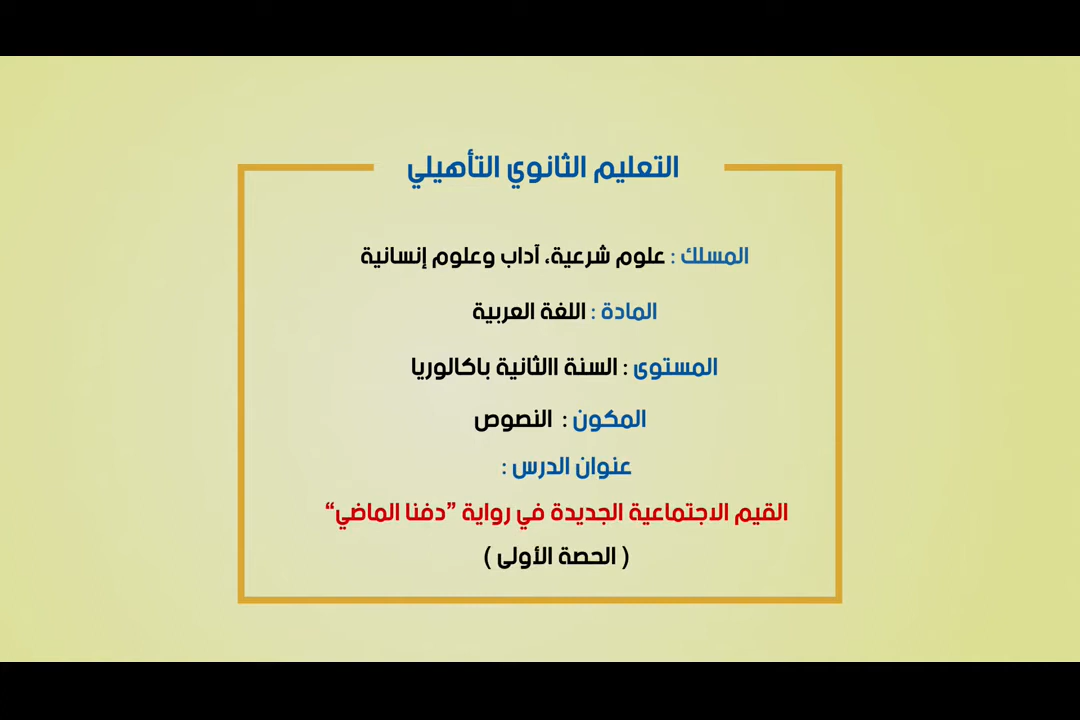 التعليم الثانوي التأهيلي
المسلك : علوم شرعية، آداب وعلوم إنسانية
المادة : اللغة العربية
المستوى : السنة االثانية باكالوريا
المكون : النصوص
عنوان الدرس :
القيم الاجتماعية الجديدة في رواية ”دفنا الماضي“
( الحصة الأولى )